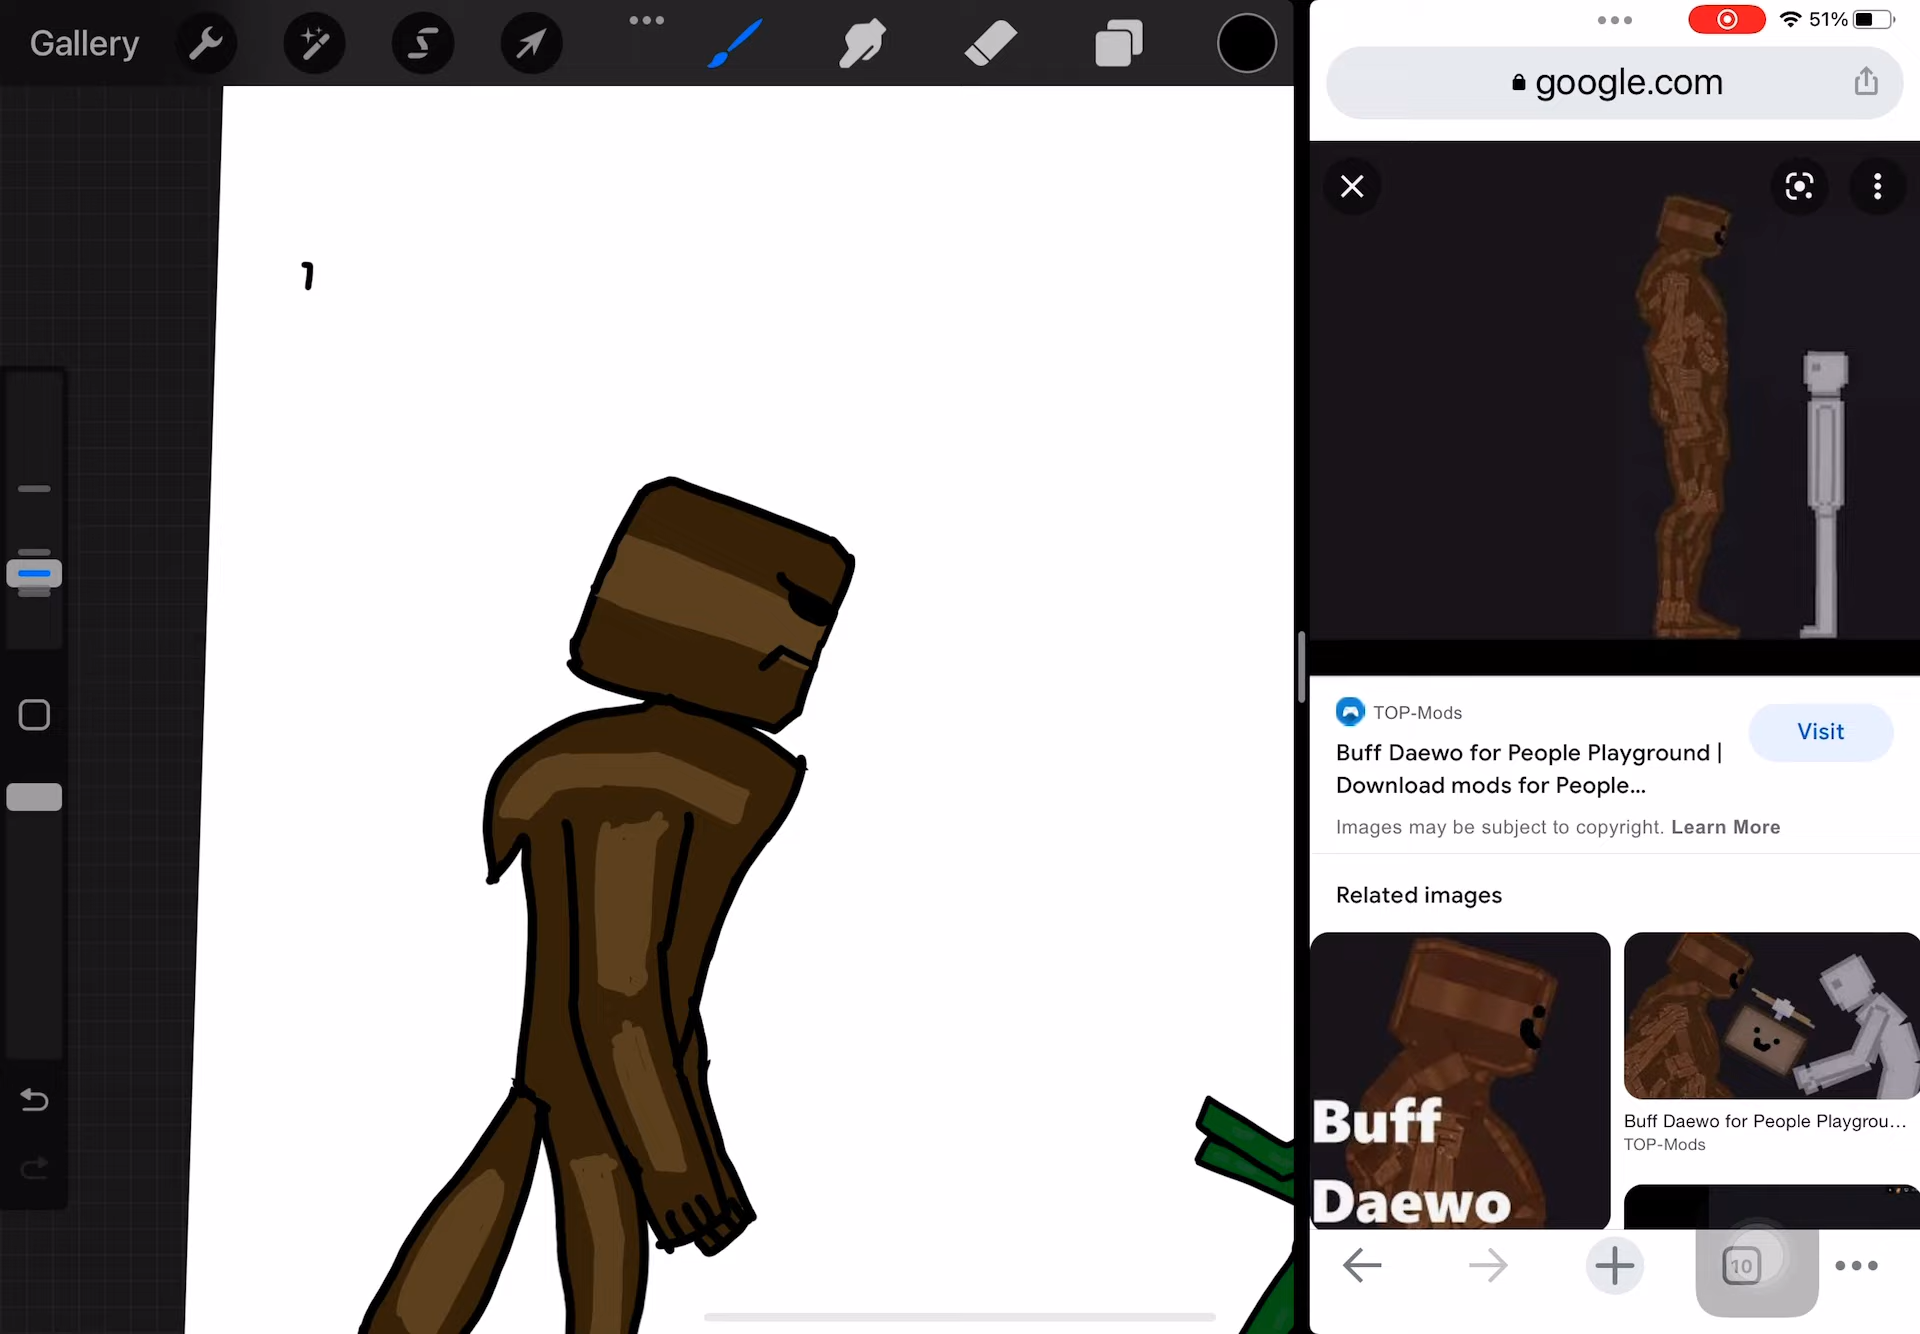 Gallery
1
51%
google.com
TOP-Mods
Visit
Buff Daewo for People Playground |
Download mods for People...
Images may be subject to copyright. Learn More
Related images
Buff
Daewo
Buff Daewo for People Playgrou...
TOP-Mods
10